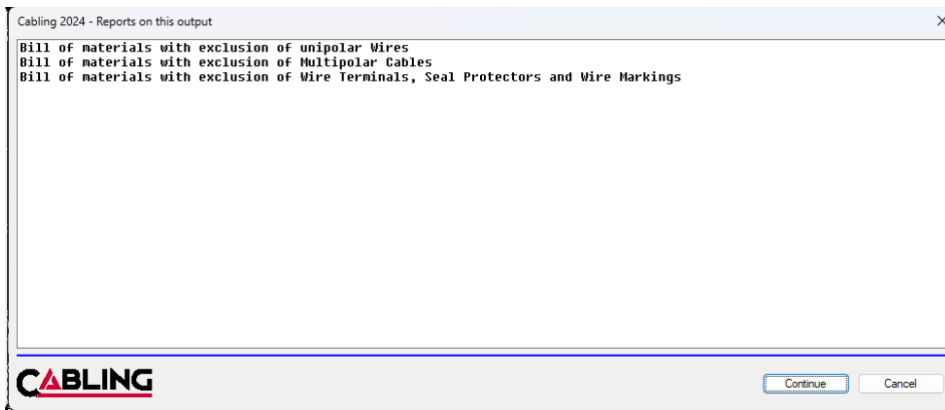 Cabling 2024 - Reports on this output
Bill of materials with exclusion of unipolar Wires
Bill of materials with exclusion of Multipolar Cables
Bill of materials with exclusion of Wire Terminals, Seal Protectors and Wire Markings
CABLING
Continue
Cancel